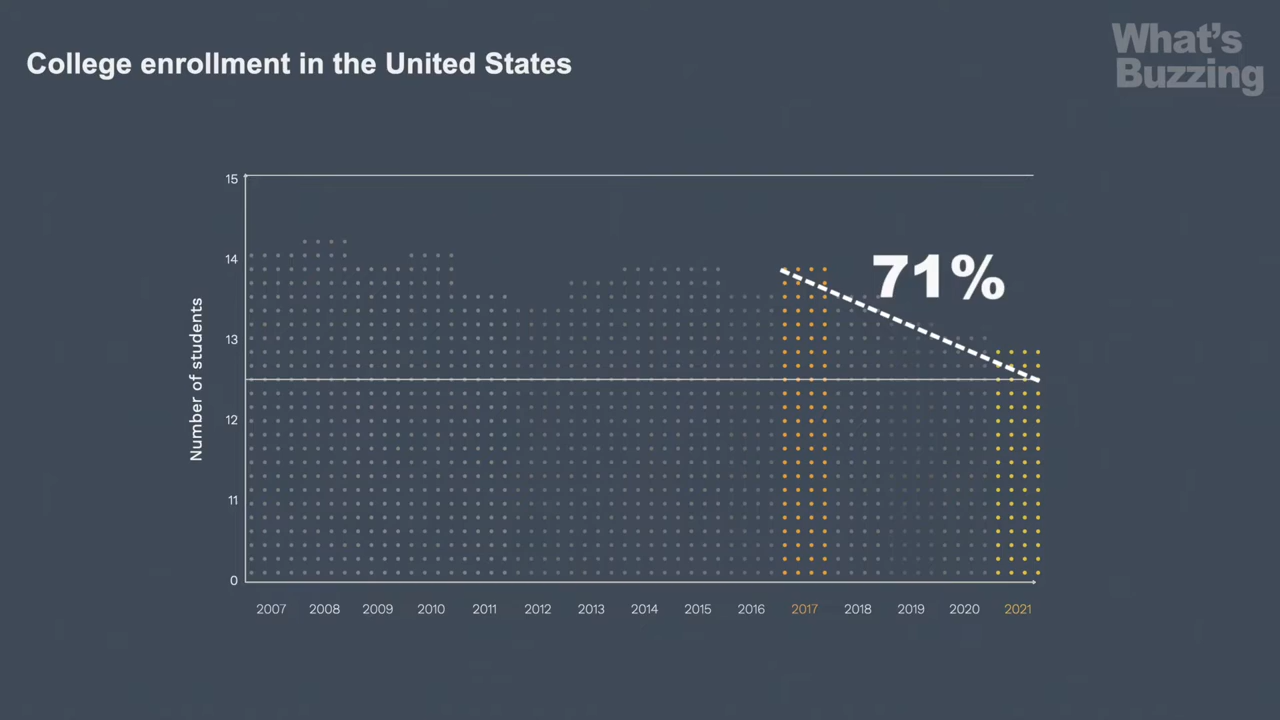 What's
Buzzing
College enrollment in the United States
15
14
13
12
11
0
Number of students
71%
2007 2008 2009 2010 2011 2012 2013 2014 2015 2016 2017 2018 2019 2020 2021